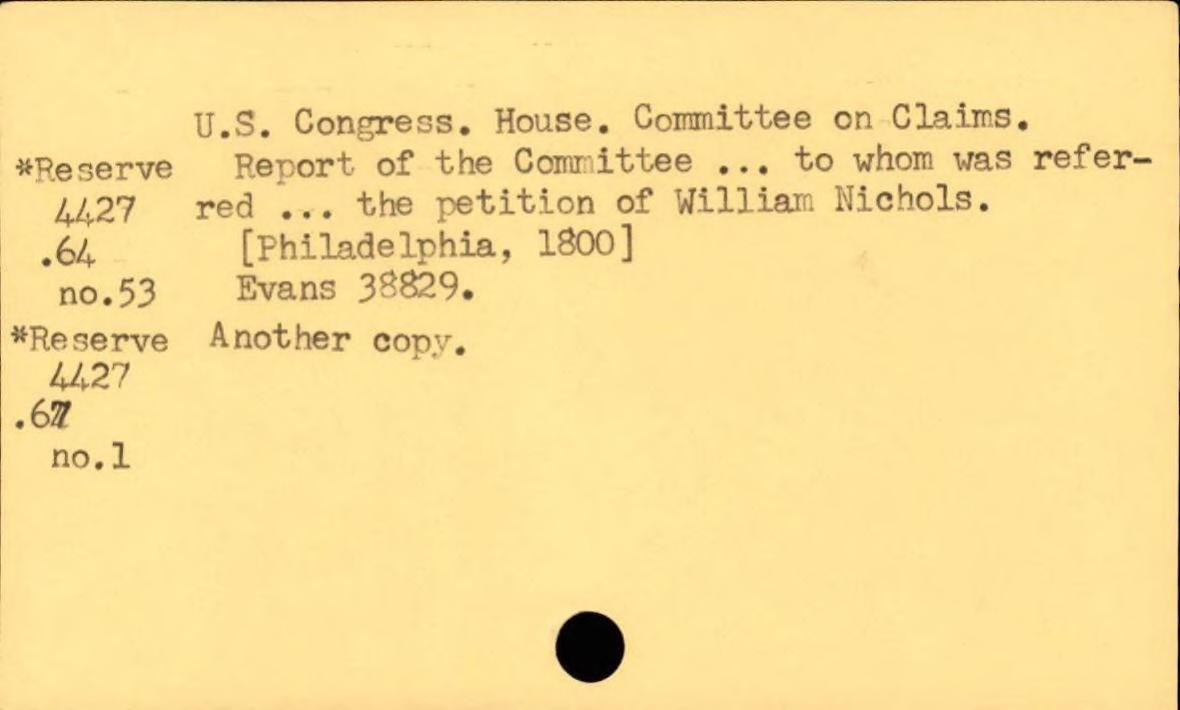 U.S. Congress. House. Committee on Claims.
*Reserve Report of the Committee ... to whom was refer-
4427 red ... the petition of William Nichols.
.64 [Philadelphia, 1800]
no.53 Evans 38829.
*Reserve Another copy.
4427
no.1